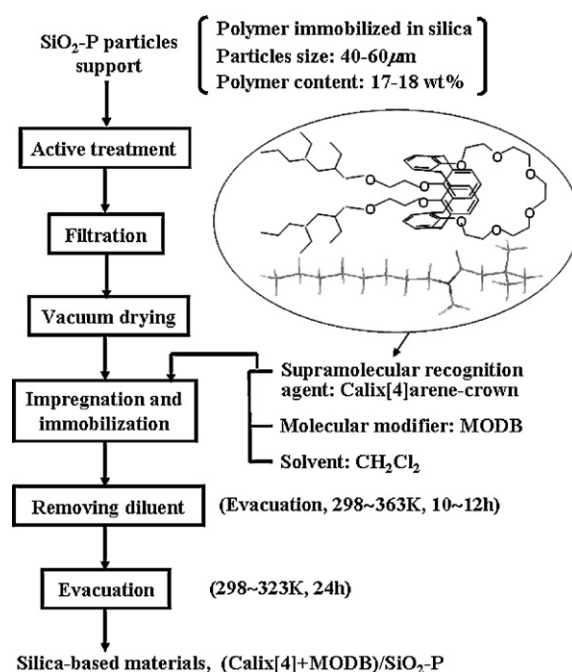 SiO₂-P particles
support
Polymer immobilized in silica
Particles size: 40-60μm
Polymer content: 17-18 wt%
Active treatment
Filtration
Vacuum drying
Impregnation and
immobilization
O
O
O
O
O
O
O
O
O
O
Supramolecular recognition
agent: Calix[4]arene-crown
Molecular modifier: MODB
Solvent: CH₂Cl₂
Removing diluent
(Evacuation, 298~363K, 10~12h)
Evacuation
(298~323K, 24h)
Silica-based materials, (Calix[4]+MODB)/SiO₂-P